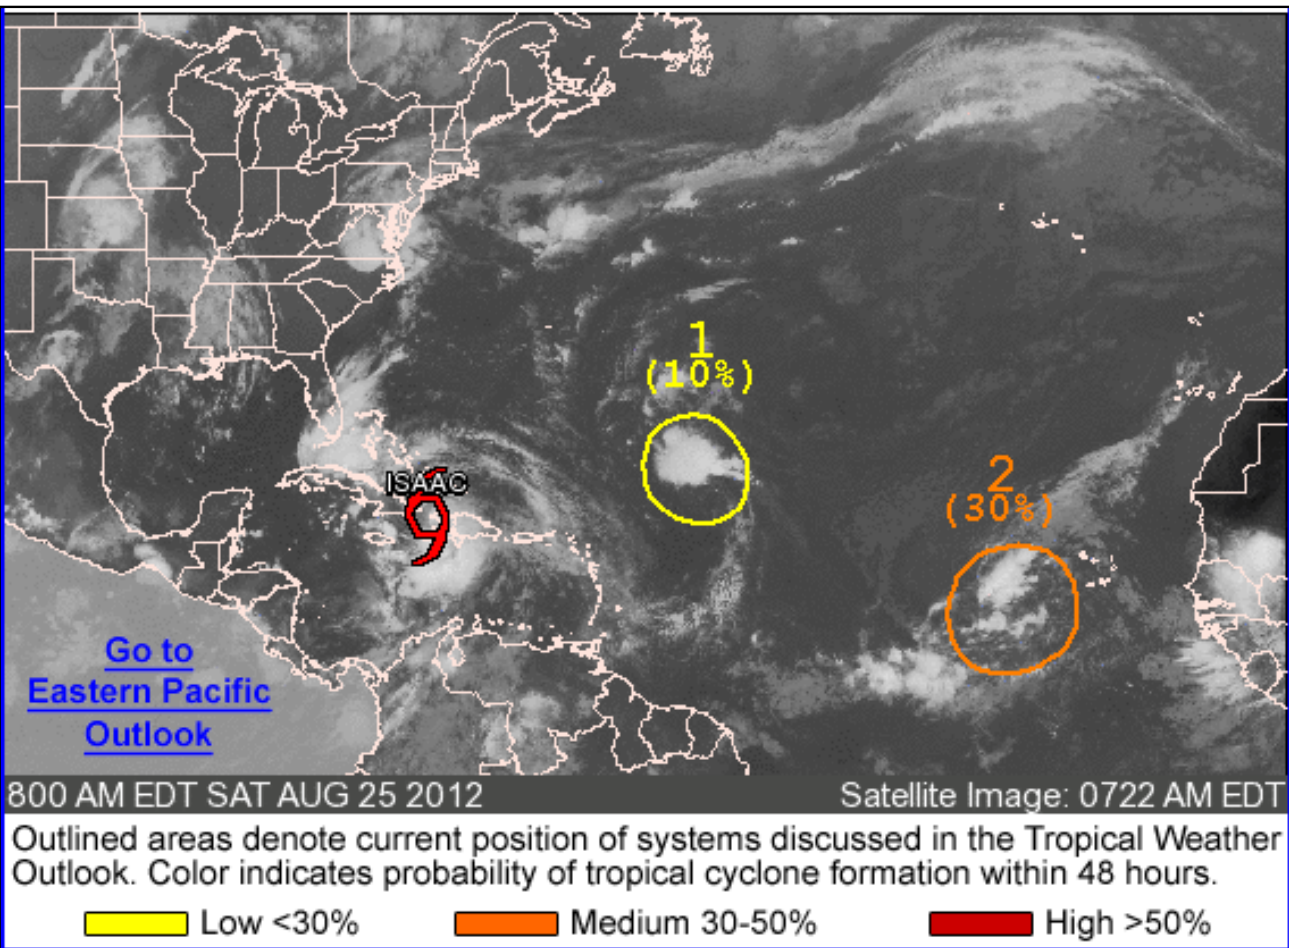 1
(10%)
2
(30%)
ISAAC
Go to
Eastern Pacific
Outlook
800 AM EDT SAT AUG 25 2012 Satellite Image: 0722 AM EDT
Outlined areas denote current position of systems discussed in the Tropical Weather
Outlook. Color indicates probability of tropical cyclone formation within 48 hours.
Low <30% Medium 30-50% High >50%